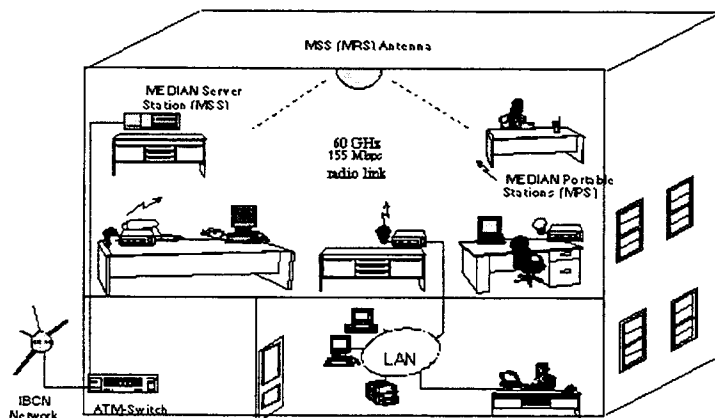 MSS (MRS) Antenna
MEDIAN Server
Station (MSS)
60 GHz
155 Mbps
radio link
MEDIAN Portable
Stations (MPS)
LAN
IBCN
Network
ATM-Switch